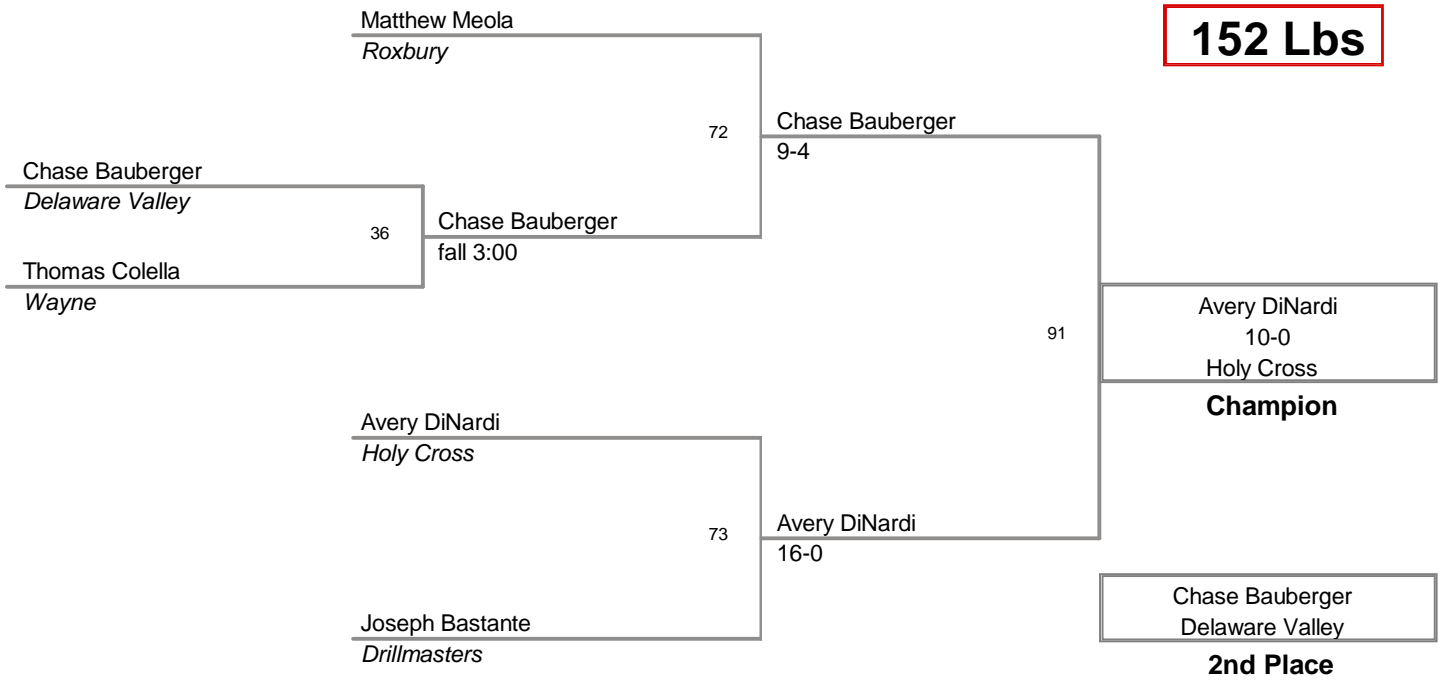 152 Lbs
Matthew Meola
Roxbury
72
Chase Bauberger
9-4
Chase Bauberger
Delaware Valley
36
Chase Bauberger
fall 3:00
Thomas Colella
Wayne
91
Avery DiNardi
10-0
Holy Cross
Champion
Avery DiNardi
Holy Cross
73
Avery DiNardi
16-0
Joseph Bastante
Drillmasters
Chase Bauberger
Delaware Valley
2nd Place